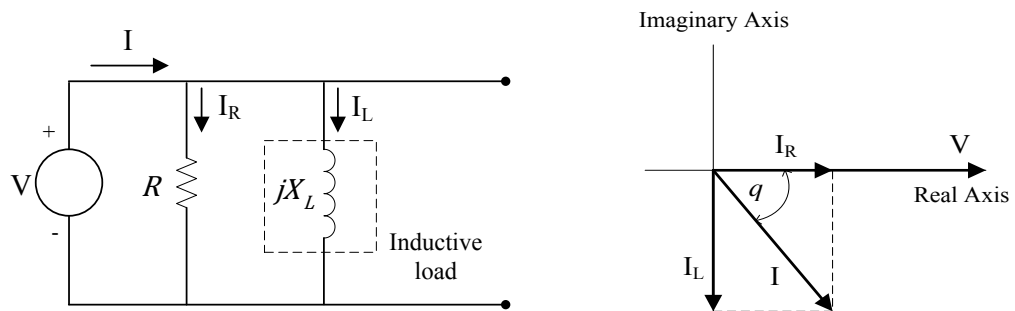 I
I_R
I_L
+
V
-
R
jX_L
Inductive
load
Imaginary Axis
I_R
V
q
Real Axis
I_L
I